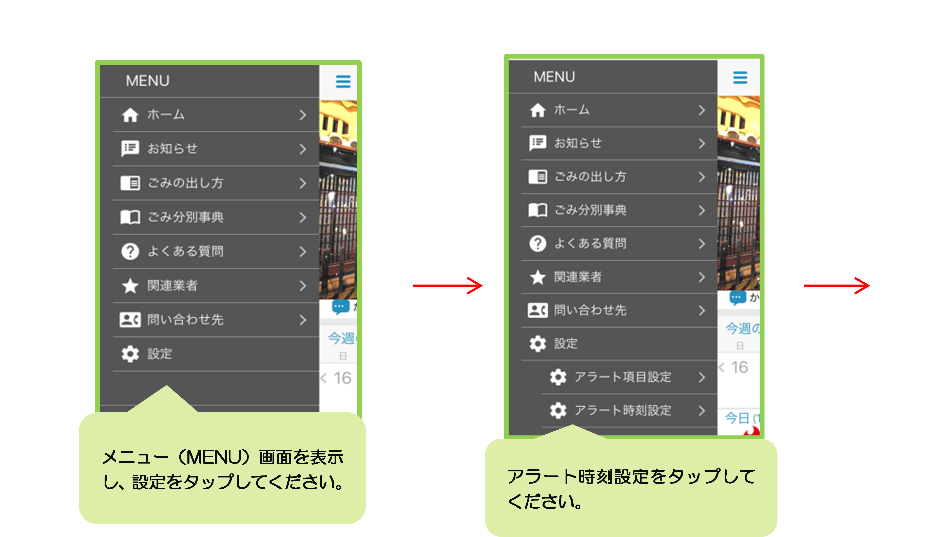 MENU
ホーム
お知らせ
ごみの出し方
ごみ分別事典
よくある質問
関連業者
問い合わせ先
設定
今週
日
16
メニュー（MENU）画面を表示
し、設定をタップしてください。
MENU
ホーム
お知らせ
ごみの出し方
ごみ分別事典
よくある質問
関連業者
問い合わせ先
設定
アラート項目設定
アラート時刻設定
か
今週の
日
16
今日 (1
アラート時刻設定をタップして
ください。